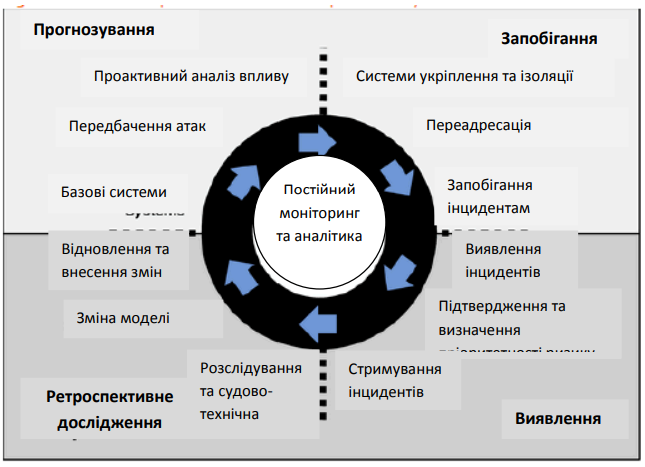 Прогнозування
Запобігання
Проактивний аналіз впливу
Системи укріплення та ізоляції
Передбачення атак
Переадресація
Базові системи
Запобігання
інцидентам
Постійний
моніторинг
та аналітика
Відновлення та
внесення змін
Виявлення
інцидентів
Зміна моделі
Підтвердження та
визначення
пріоритетності ризику
Розслідування
та судово-
технічна
Стримування
інцидентів
Ретроспективне
дослідження
Виявлення